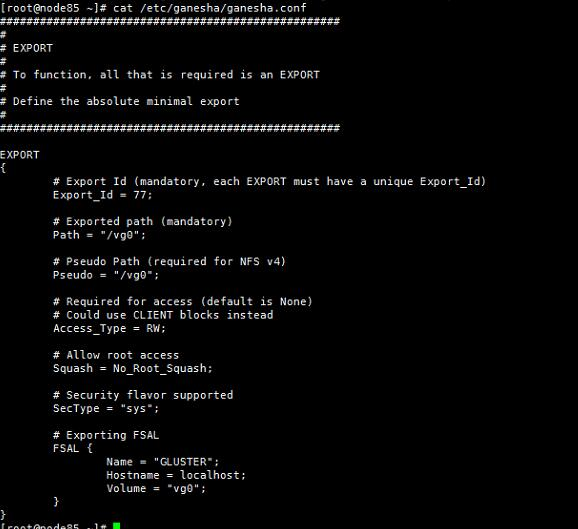 [root@node85 ~]# cat /etc/ganesha/ganesha.conf
###################################################
#
# EXPORT
#
# To function, all that is required is an EXPORT
#
# Define the absolute minimal export
#
###################################################

EXPORT
{
        # Export Id (mandatory, each EXPORT must have a unique Export_Id)
        Export_Id = 77;

        # Exported path (mandatory)
        Path = "/vg0";

        # Pseudo Path (required for NFS v4)
        Pseudo = "/vg0";

        # Required for access (default is None)
        # Could use CLIENT blocks instead
        Access_Type = RW;

        # Allow root access
        Squash = No_Root_Squash;

        # Security flavor supported
        SecType = "sys";

        # Exporting FSAL
        FSAL {
                Name = "GLUSTER";
                Hostname = localhost;
                Volume = "vg0";
        }
}
[root@node85 ~]#